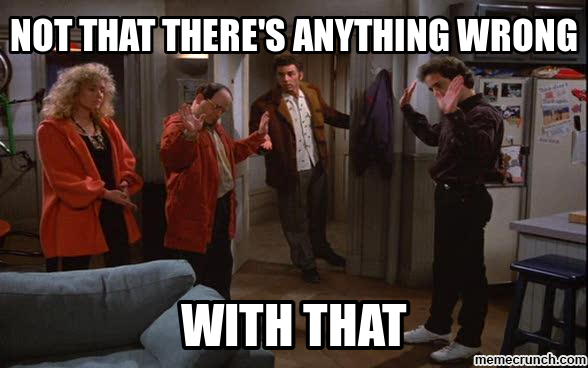 NOT THAT THERE'S ANYTHING WRONG
WITH THAT
memecrunch.com